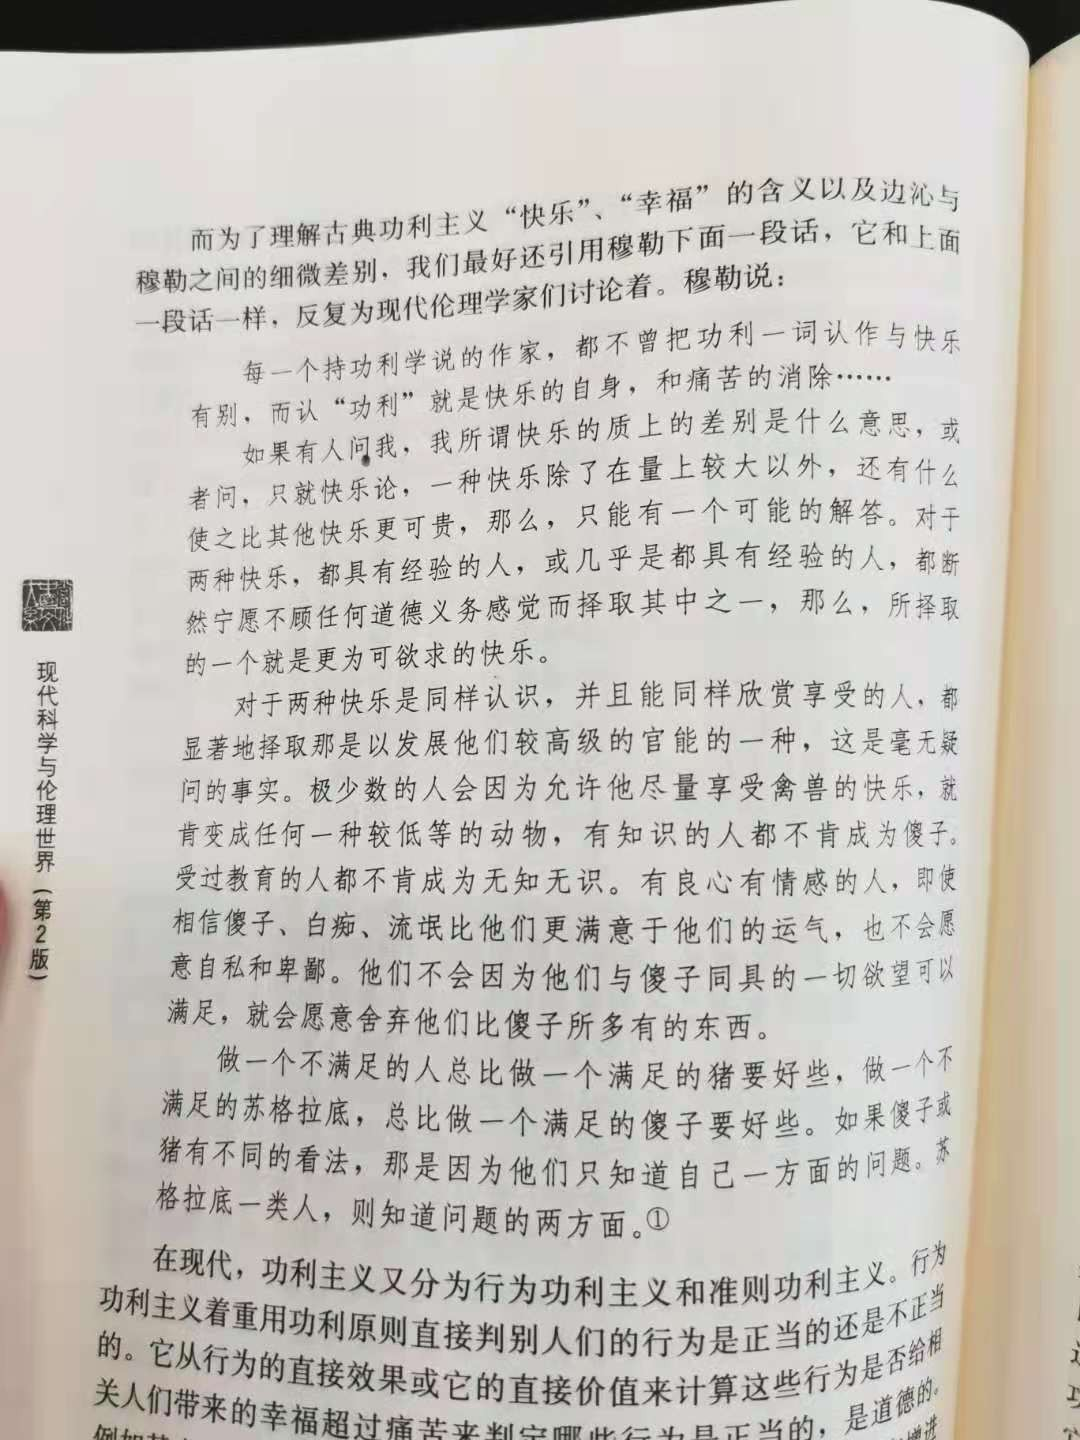 而为了理解古典功利主义“快乐”、“幸福”的含义以及边沁与
穆勒之间的细微差别，我们最好还引用穆勒下面一段话，它和上面
一段话一样，反复为现代伦理学家们讨论着。穆勒说：
每一个持功利学说的作家，都不曾把功利一词认作与快乐
有别，而认“功利”就是快乐的自身，和痛苦的消除……
如果有人问我，我所谓快乐的质上的差别是什么意思，或
者问，只就快乐论，一种快乐除了在量上较大以外，还有什么
使之比其他快乐更可贵，那么，只能有一个可能的解答。对于
两种快乐，都具有经验的人，或几乎是都具有经验的人，都断
然宁愿不顾任何道德义务感觉而择取其中之一，那么，所择取
的一个就是更为可欲求的快乐。
对于两种快乐是同样认识，并且能同样欣赏享受的人，都
显著地择取那是以发展他们较高级的官能的一种，这是毫无疑
问的事实。极少数的人会因为允许他尽量享受禽兽的快乐，就
肯变成任何一种较低等的动物，有知识的人都不肯成为傻子。
受过教育的人都不肯成为无知无识。有良心有情感的人，即使
相信傻子、白痴、流氓比他们更满意于他们的运气，也不会愿
意自私和卑鄙。他们不会因为他们与傻子同具的一切欲望可以
满足，就会愿意舍弃他们比傻子所多有的东西。
做一个不满足的人总比做一个满足的猪要好些，做一个不
满足的苏格拉底，总比做一个满足的傻子要好些。如果傻子或
猪有不同的看法，那是因为他们只知道自己一方面的问题。苏
格拉底一类人，则知道问题的两方面。①
在现代，功利主义又分为行为功利主义和准则功利主义。行为
功利主义着重用功利原则直接判别人们的行为是正当的还是不正当
的。它从行为的直接效果或它的直接价值来计算这些行为是否给相
关人们带来的幸福超过痛苦来判定哪些行为是正当的，是道德的。
现代科学与伦理世界(第2版)